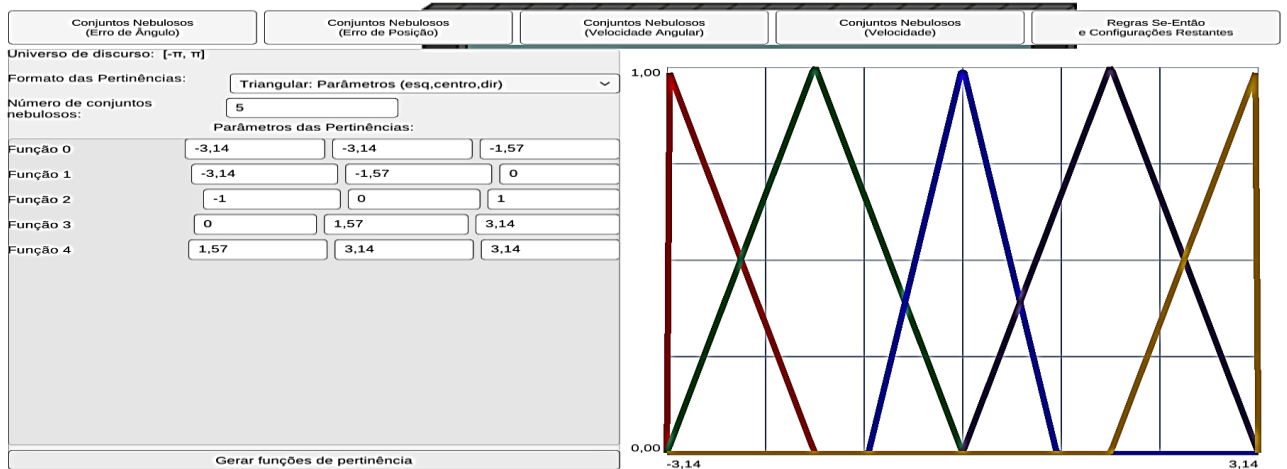 Conjuntos Nebulosos
(Erro de Ângulo)
Conjuntos Nebulosos
(Erro de Posição)
Conjuntos Nebulosos
(Velocidade Angular)
Conjuntos Nebulosos
(Velocidade)
Regras Se-Então
e Configurações Restantes
Universo de discurso: [-π, π]
Formato das Pertinências: Triangular: Parâmetros (esq,centro,dir)
Número de conjuntos
nebulosos: 5
Parâmetros das Pertinências:
Função 0 -3,14 -3,14 -1,57
Função 1 -3,14 -1,57 0
Função 2 -1 0 1
Função 3 0 1,57 3,14
Função 4 1,57 3,14 3,14
Gerar funções de pertinência
1,00
0,00
-3,14 3,14